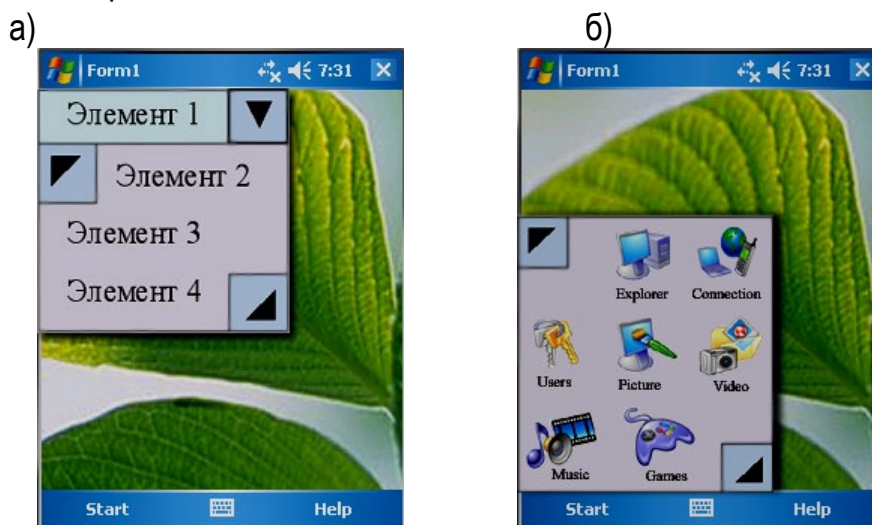 а)
б)
Form1 7:31
Элемент 1
Элемент 2
Элемент 3
Элемент 4
Start Help
Form1 7:31
Explorer Connection
Users Picture Video
Music Games
Start Help